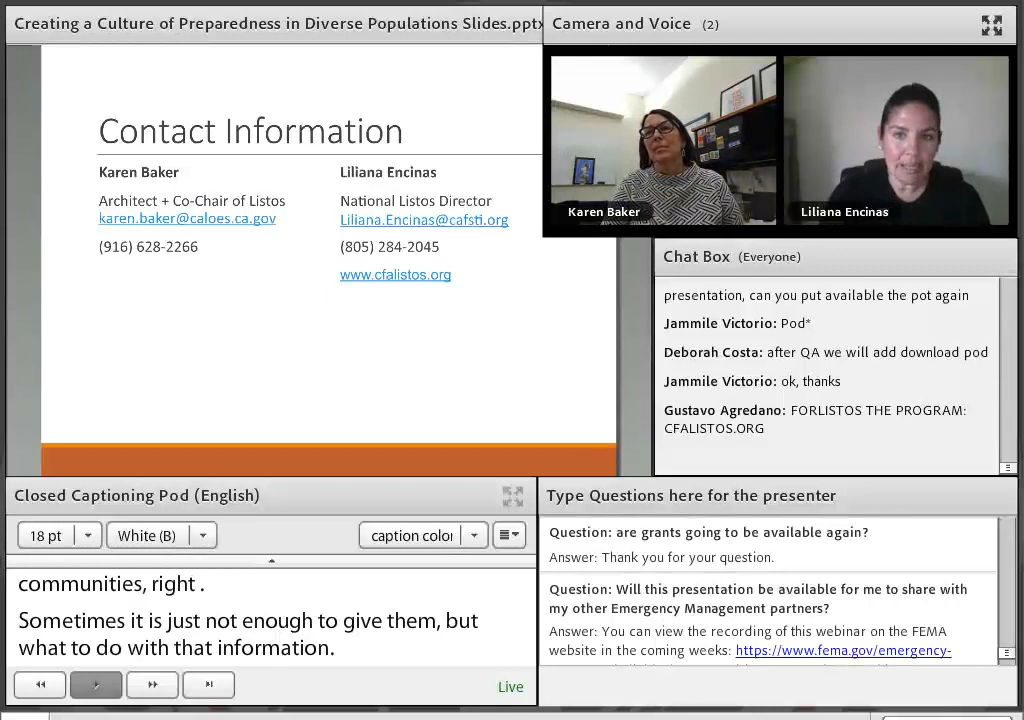 Creating a Culture of Preparedness in Diverse Populations Slides.pptx
Camera and Voice (2)
Karen Baker
Liliana Encinas
Contact Information
Karen Baker
Architect + Co-Chair of Listos
karen.baker@caloes.ca.gov
(916) 628-2266
Liliana Encinas
National Listos Director
Liliana.Encinas@cafsti.org
(805) 284-2045
www.cfalistos.org
Chat Box (Everyone)
presentation, can you put available the pot again
Jammile Victorio: Pod*
Deborah Costa: after QA we will add download pod
Jammile Victorio: ok, thanks
Gustavo Agredano: FORLISTOS THE PROGRAM:
CFALISTOS.ORG
Closed Captioning Pod (English)
18 pt
White (B)
caption color
communities, right .
Sometimes it is just not enough to give them, but
what to do with that information.
Live
Type Questions here for the presenter
Question: are grants going to be available again?
Answer: Thank you for your question.
Question: Will this presentation be available for me to share with
my other Emergency Management partners?
Answer: You can view the recording of this webinar on the FEMA
website in the coming weeks: https://www.fema.gov/emergency-